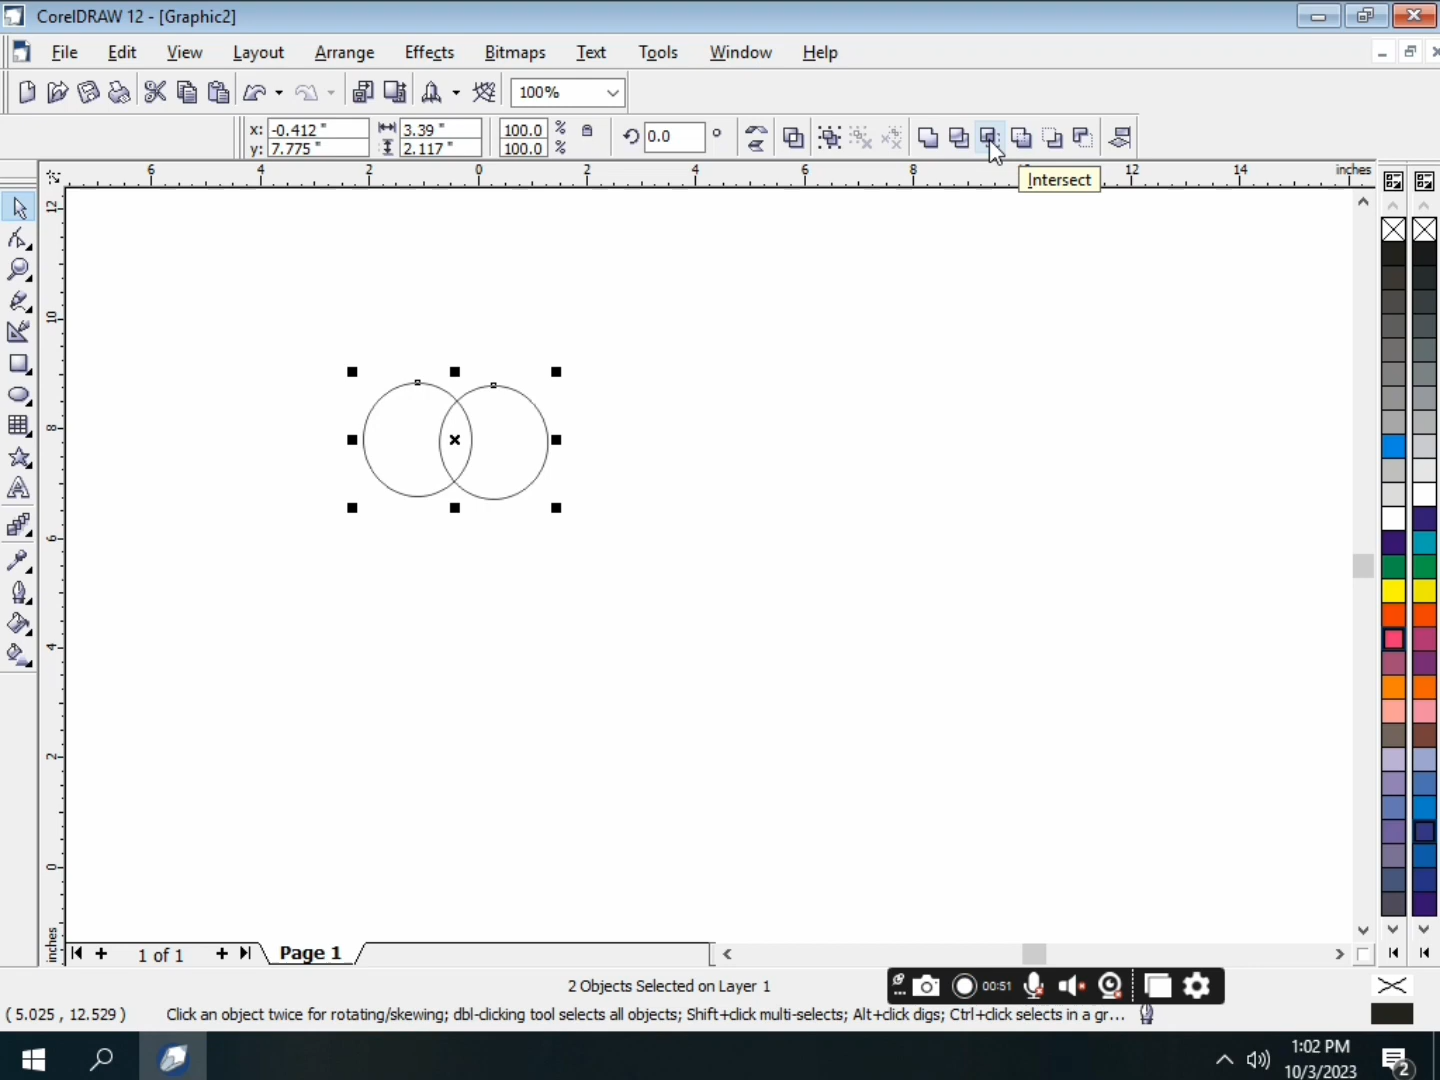 CorelDRAW 12 - [Graphic2]
File Edit View Layout Arrange Effects Bitmaps Text Tools Window Help
100%
x: -0.412 " 3.39 " 100.0 % 0.0 °
y: 7.775 " 2.117 " 100.0 %
6 4 2 0 2 4 6 8 12 14 inches
Intersect
12
10
8
6
4
2
0
inches
1 of 1 Page 1
2 Objects Selected on Layer 1
00:51
( 5.025 , 12.529 ) Click an object twice for rotating/skewing; dbl-clicking tool selects all objects; Shift+click multi-selects; Alt+click digs; Ctrl+click selects in a gr...
1:02 PM
10/3/2023
2